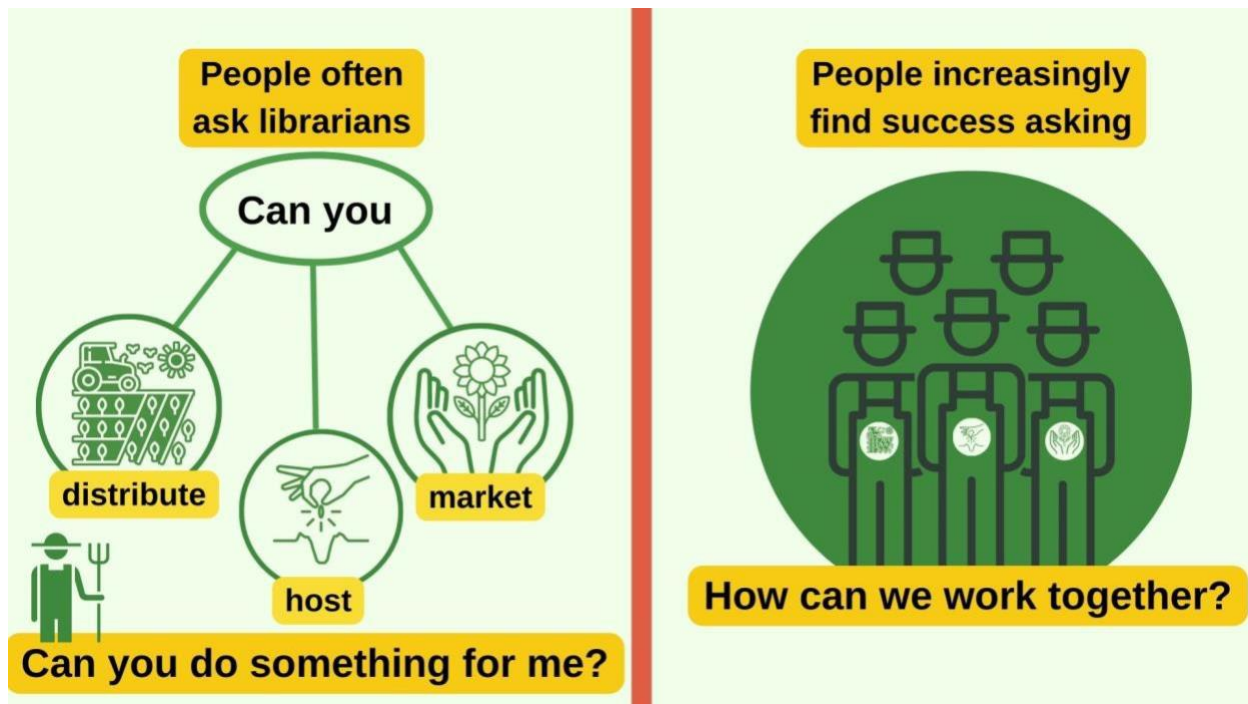 People often
ask librarians
Can you
distribute
market
host
Can you do something for me?
People increasingly
find success asking
How can we work together?